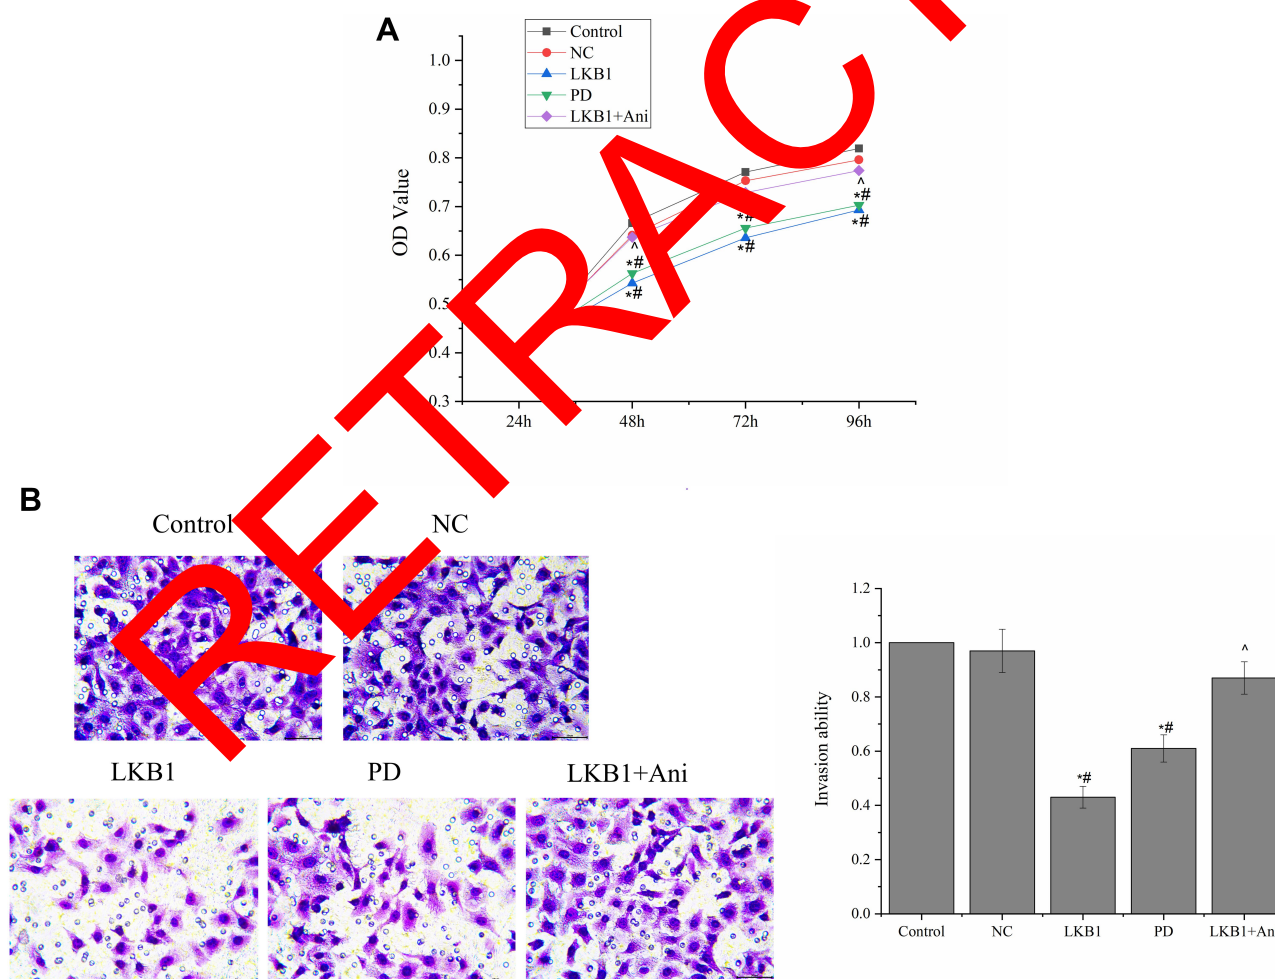 A
Control
NC
LKB1
PD
LKB1+Ani
1.0
0.9
0.8
0.7
0.6
0.5
0.4
0.3
OD Value
^
*#
*#
*#
*#
^
*#
*#
24h
48h
72h
96h
RETRACT
B
Control
NC
LKB1
PD
LKB1+Ani
1.2
1.0
0.8
0.6
0.4
0.2
0.0
Invasion ability
*#
*#
^
Control
NC
LKB1
PD
LKB1+An